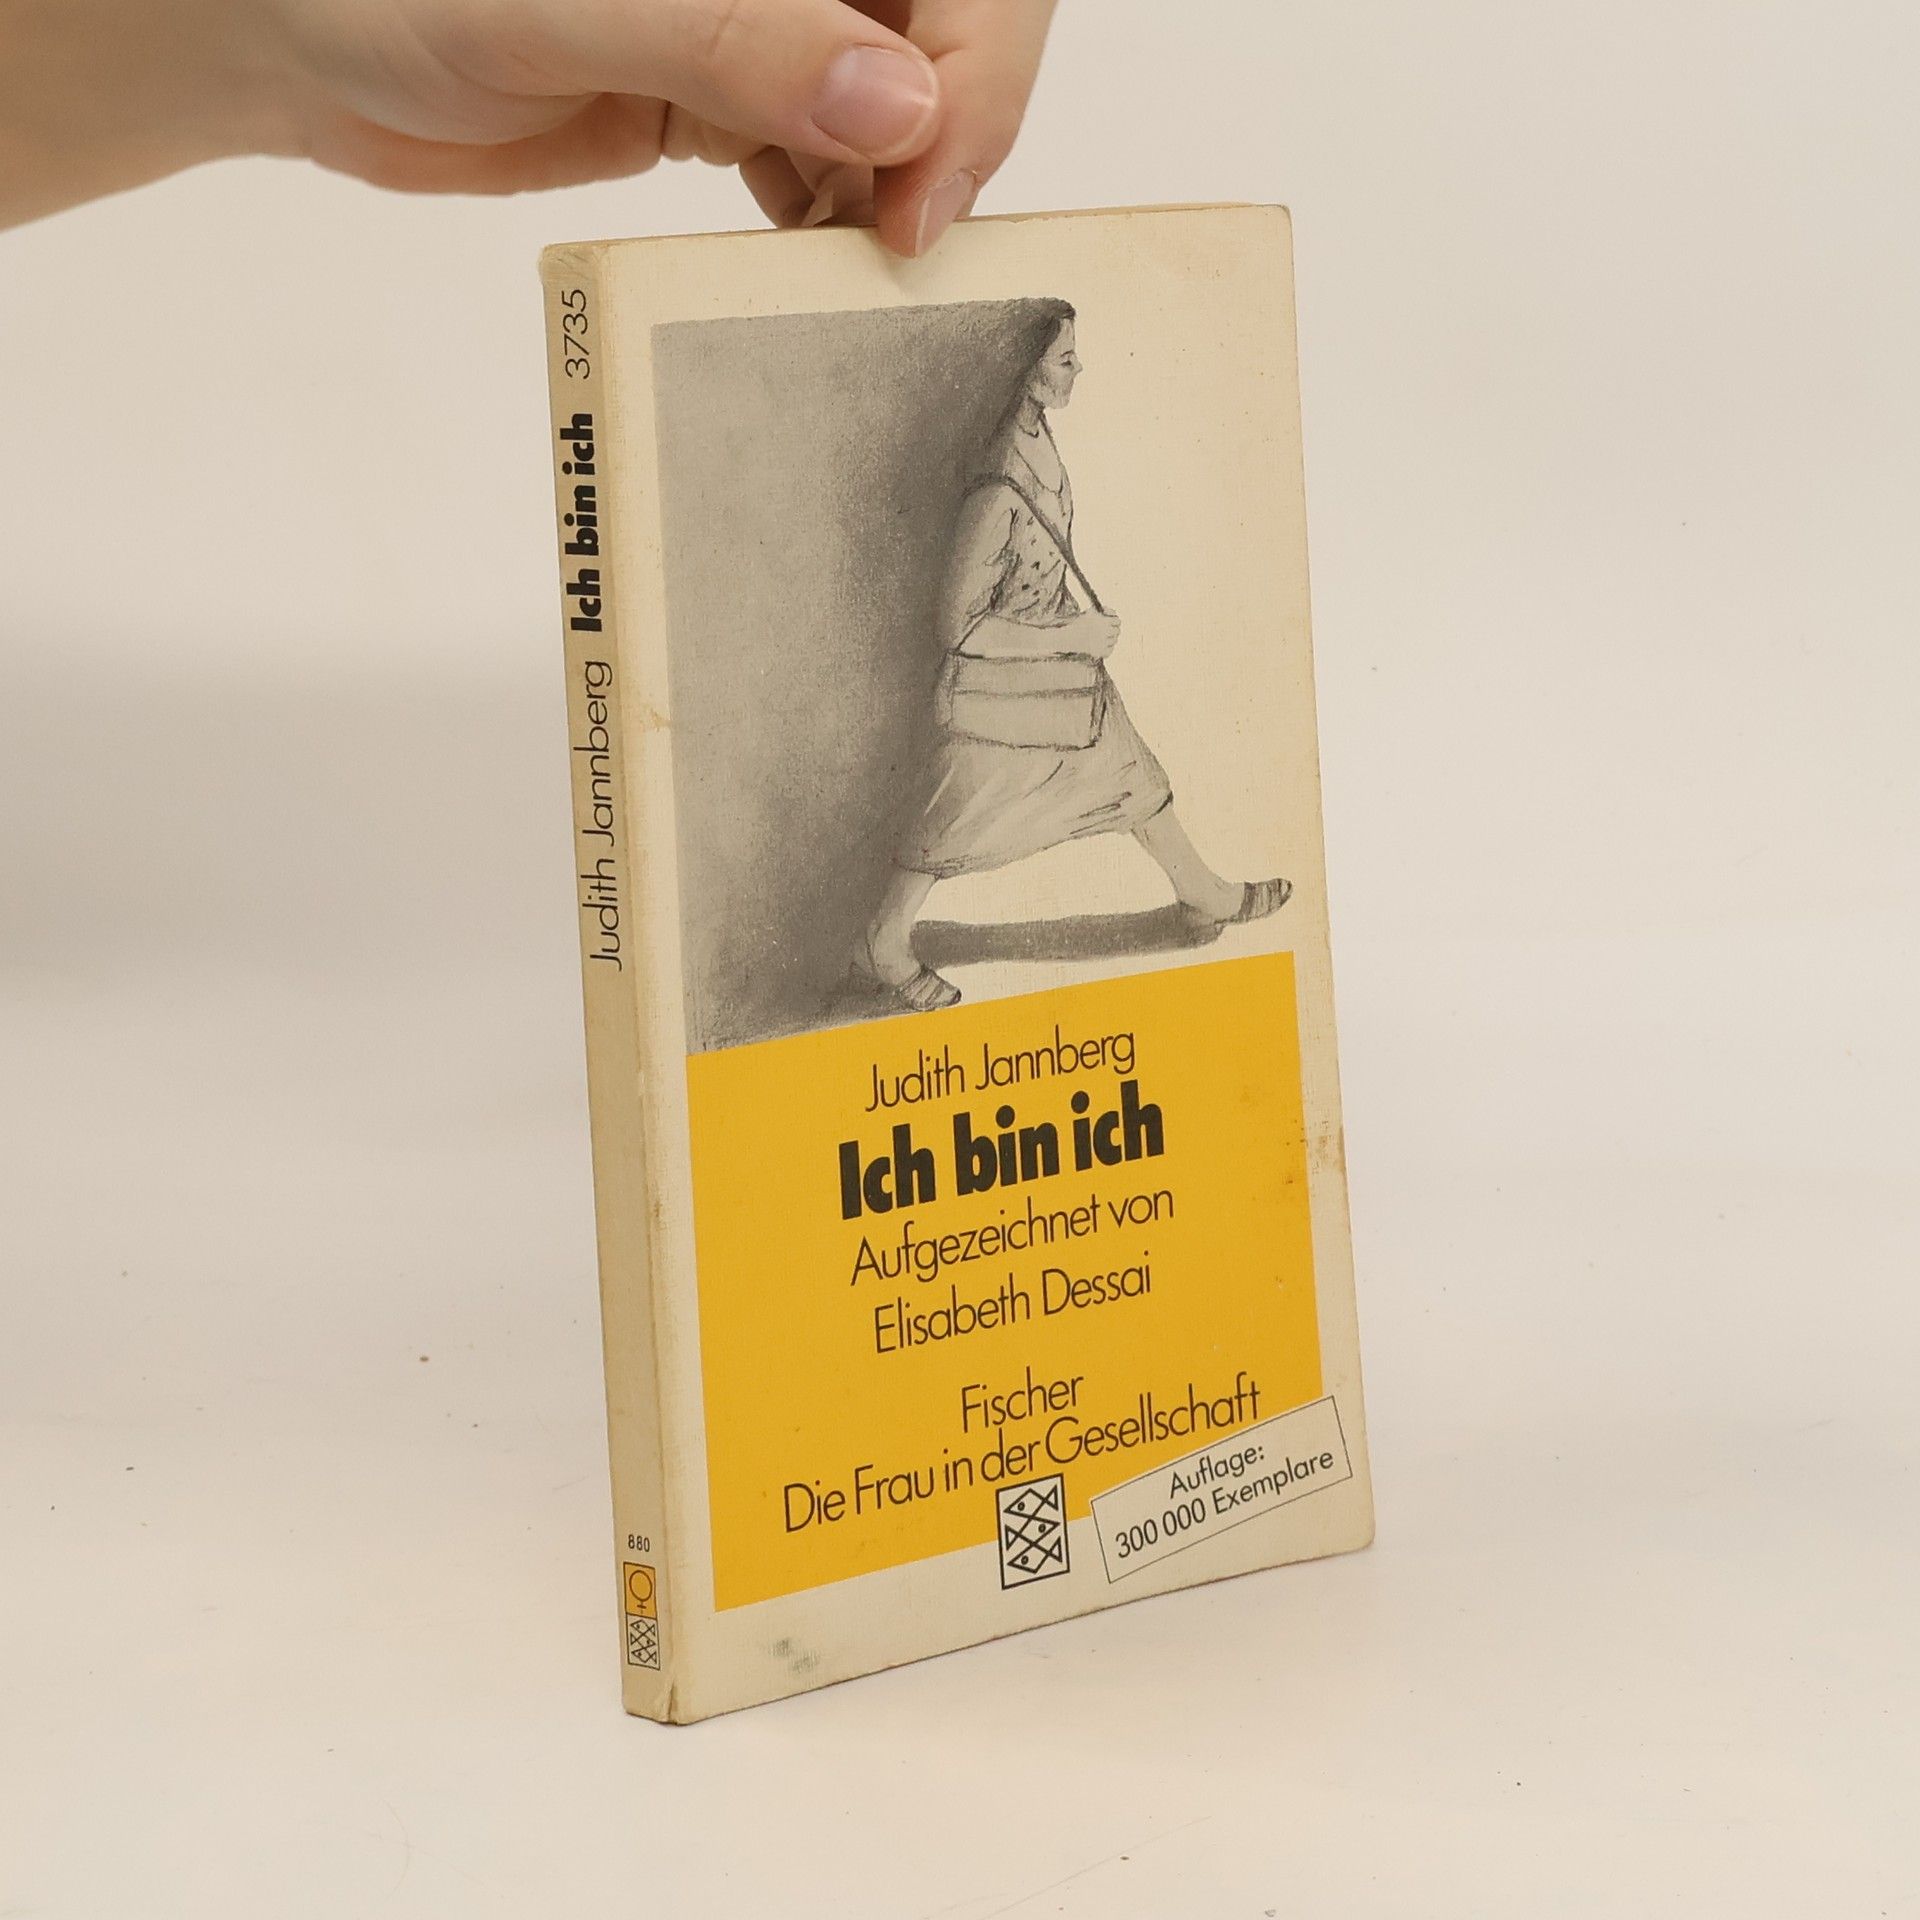 Judith Jannberg Ich bin ich 3735
880
Judith Jannberg
Ich bin ich
Aufgezeichnet von
Elisabeth Dessai
Fischer
Die Frau in der Gesellschaft
Auflage:
300 000 Exemplare